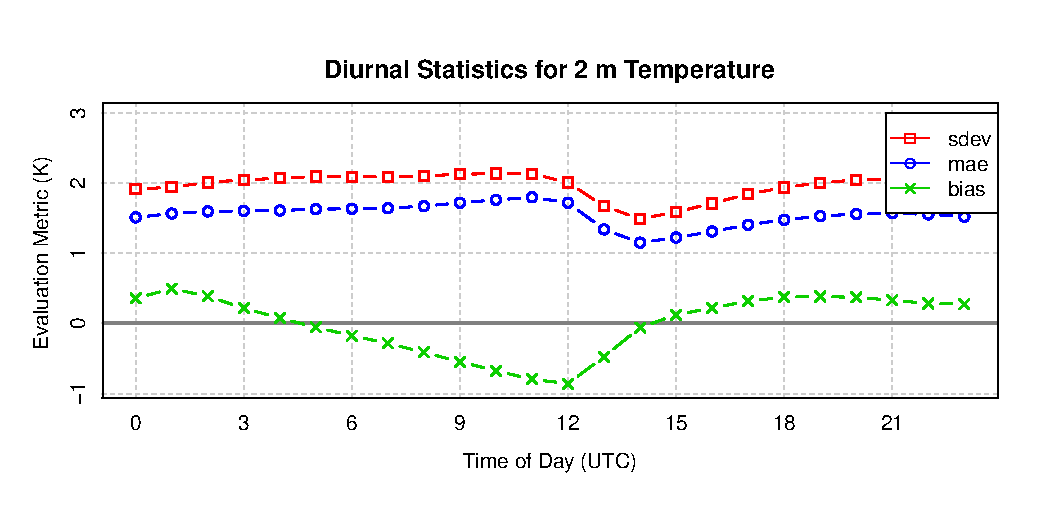 Diurnal Statistics for 2 m Temperature
Evaluation Metric (K)
3
2
1
0
−1
sdev
mae
bias
0 3 6 9 12 15 18 21
Time of Day (UTC)